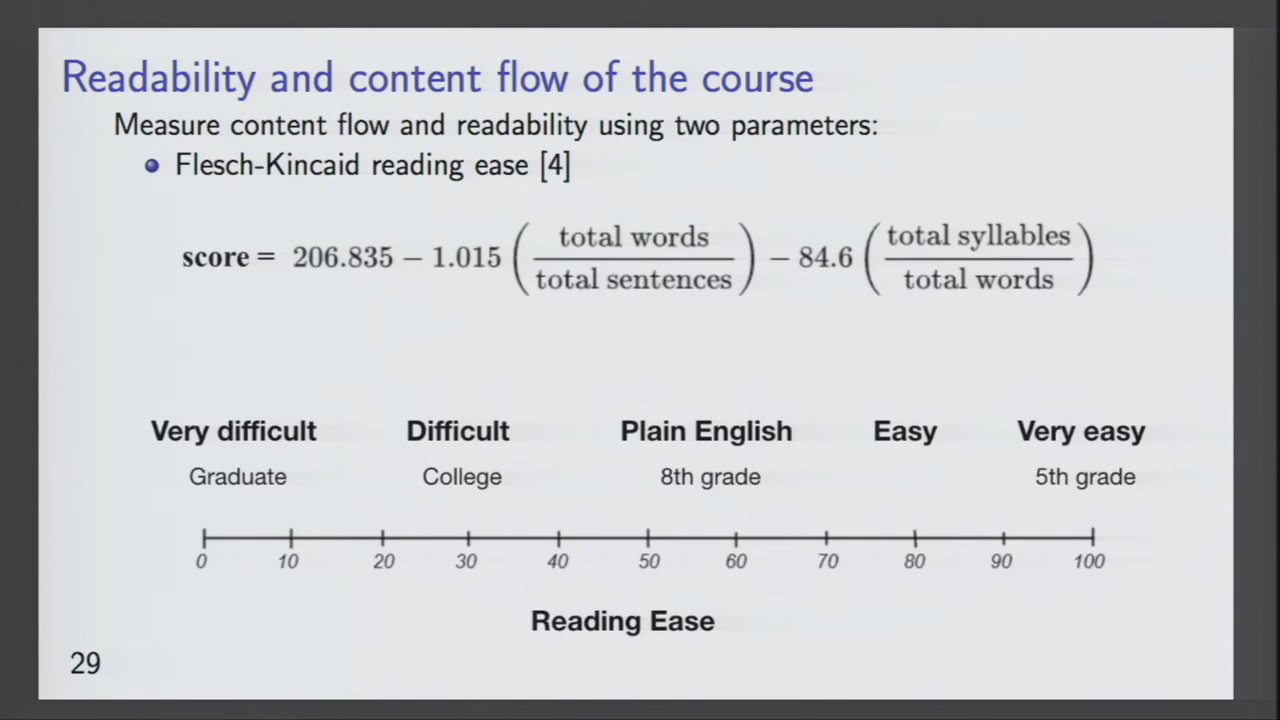 Readability and content flow of the course
Measure content flow and readability using two parameters:
Flesch-Kincaid reading ease [4]
score = 206.835 − 1.015 (total words / total sentences) − 84.6 (total syllables / total words)
Very difficult Difficult Plain English Easy Very easy
Graduate College 8th grade 5th grade
0 10 20 30 40 50 60 70 80 90 100
Reading Ease
29